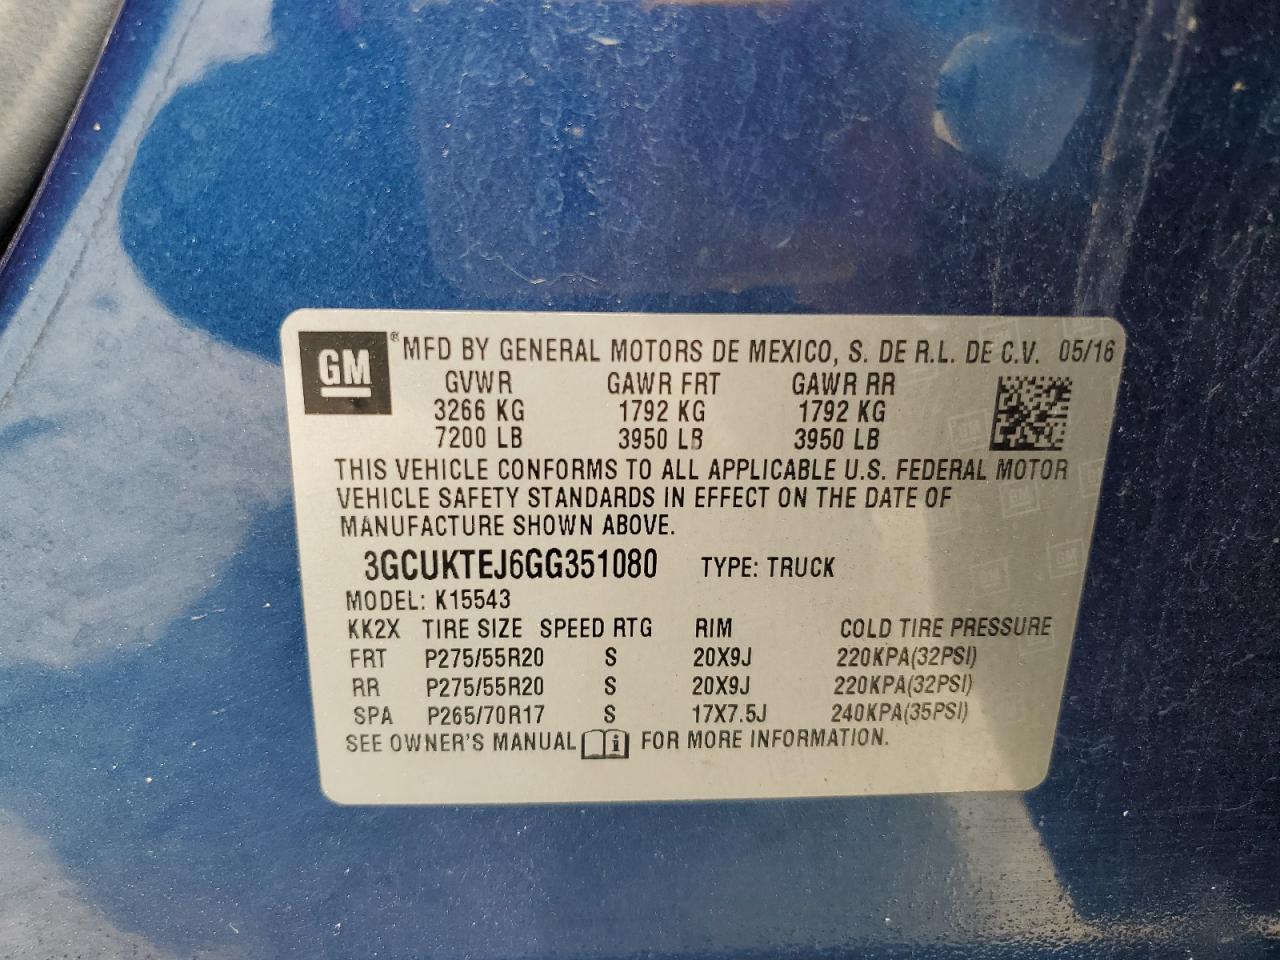 GM ® MFD BY GENERAL MOTORS DE MEXICO, S. DE R.L. DE C.V. 05/16
GVWR GAWR FRT GAWR RR
3266 KG 1792 KG 1792 KG
7200 LB 3950 LB 3950 LB
THIS VEHICLE CONFORMS TO ALL APPLICABLE U.S. FEDERAL MOTOR
VEHICLE SAFETY STANDARDS IN EFFECT ON THE DATE OF
MANUFACTURE SHOWN ABOVE.
3GCUKTEJ6GG351080 TYPE: TRUCK
MODEL: K15543
KK2X TIRE SIZE SPEED RTG RIM COLD TIRE PRESSURE
FRT P275/55R20 S 20X9J 220KPA(32PSI)
RR P275/55R20 S 20X9J 220KPA(32PSI)
SPA P265/70R17 S 17X7.5J 240KPA(35PSI)
SEE OWNER'S MANUAL i FOR MORE INFORMATION.